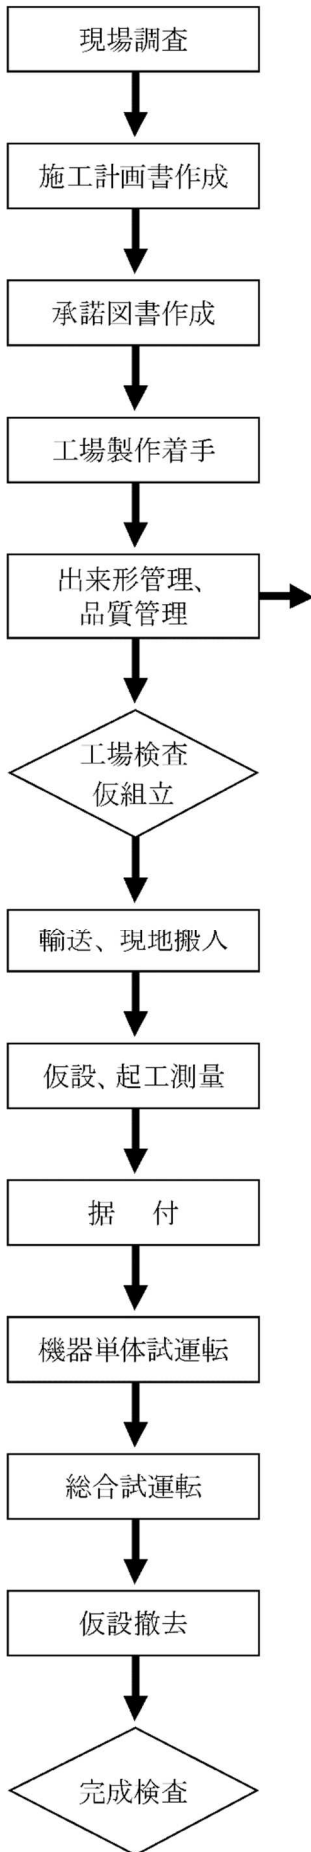 現場調査
施工計画書作成
承諾図書作成
工場製作着手
出来形管理、
品質管理
工場検査
仮組立
輸送、現地搬人
仮設、起工測量
据　付
機器単体試運転
総合試運転
仮設撤去
完成検査